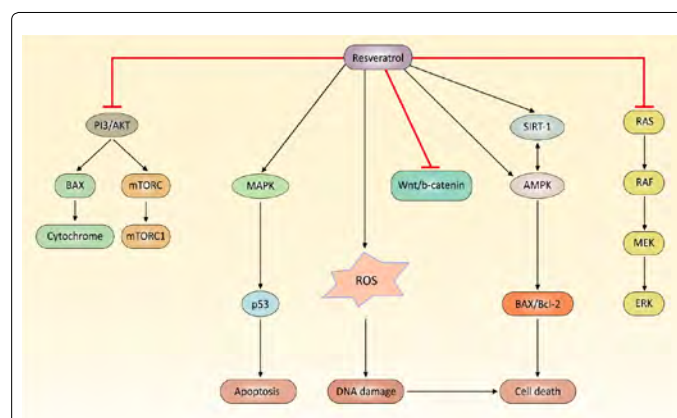 Resveratrol
PI3/AKT
SIRT-1
RAS
BAX
mTORC
MAPK
Wnt/b-catenin
AMPK
RAF
Cytochrome
mTORC1
MEK
ROS
p53
BAX/Bcl-2
ERK
Apoptosis
DNA damage
Cell death